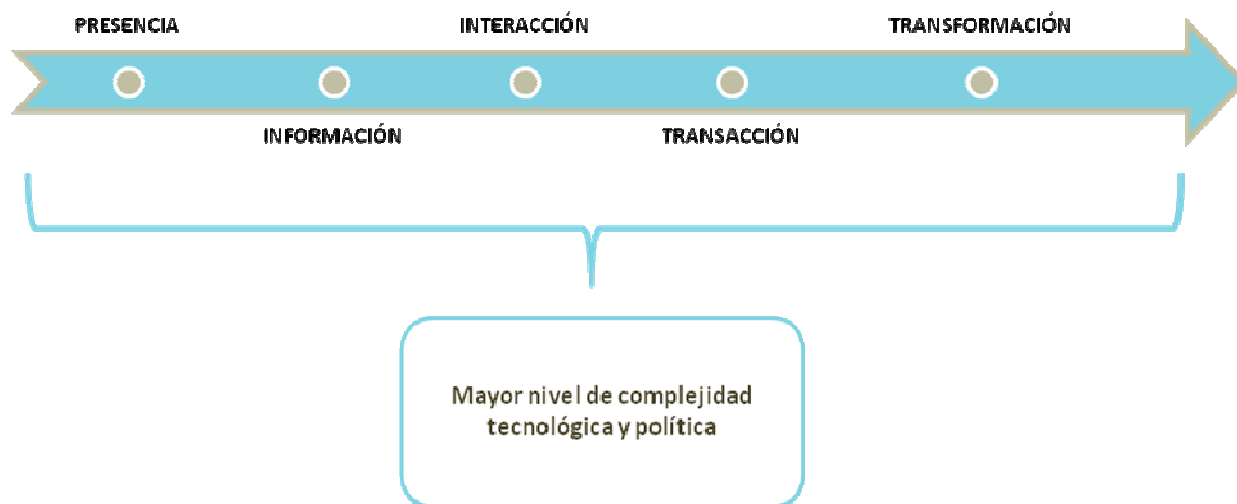 PRESENCIA
INTERACCIÓN
TRANSFORMACIÓN
INFORMACIÓN
TRANSACCIÓN
Mayor nivel de complejidad
tecnológica y política